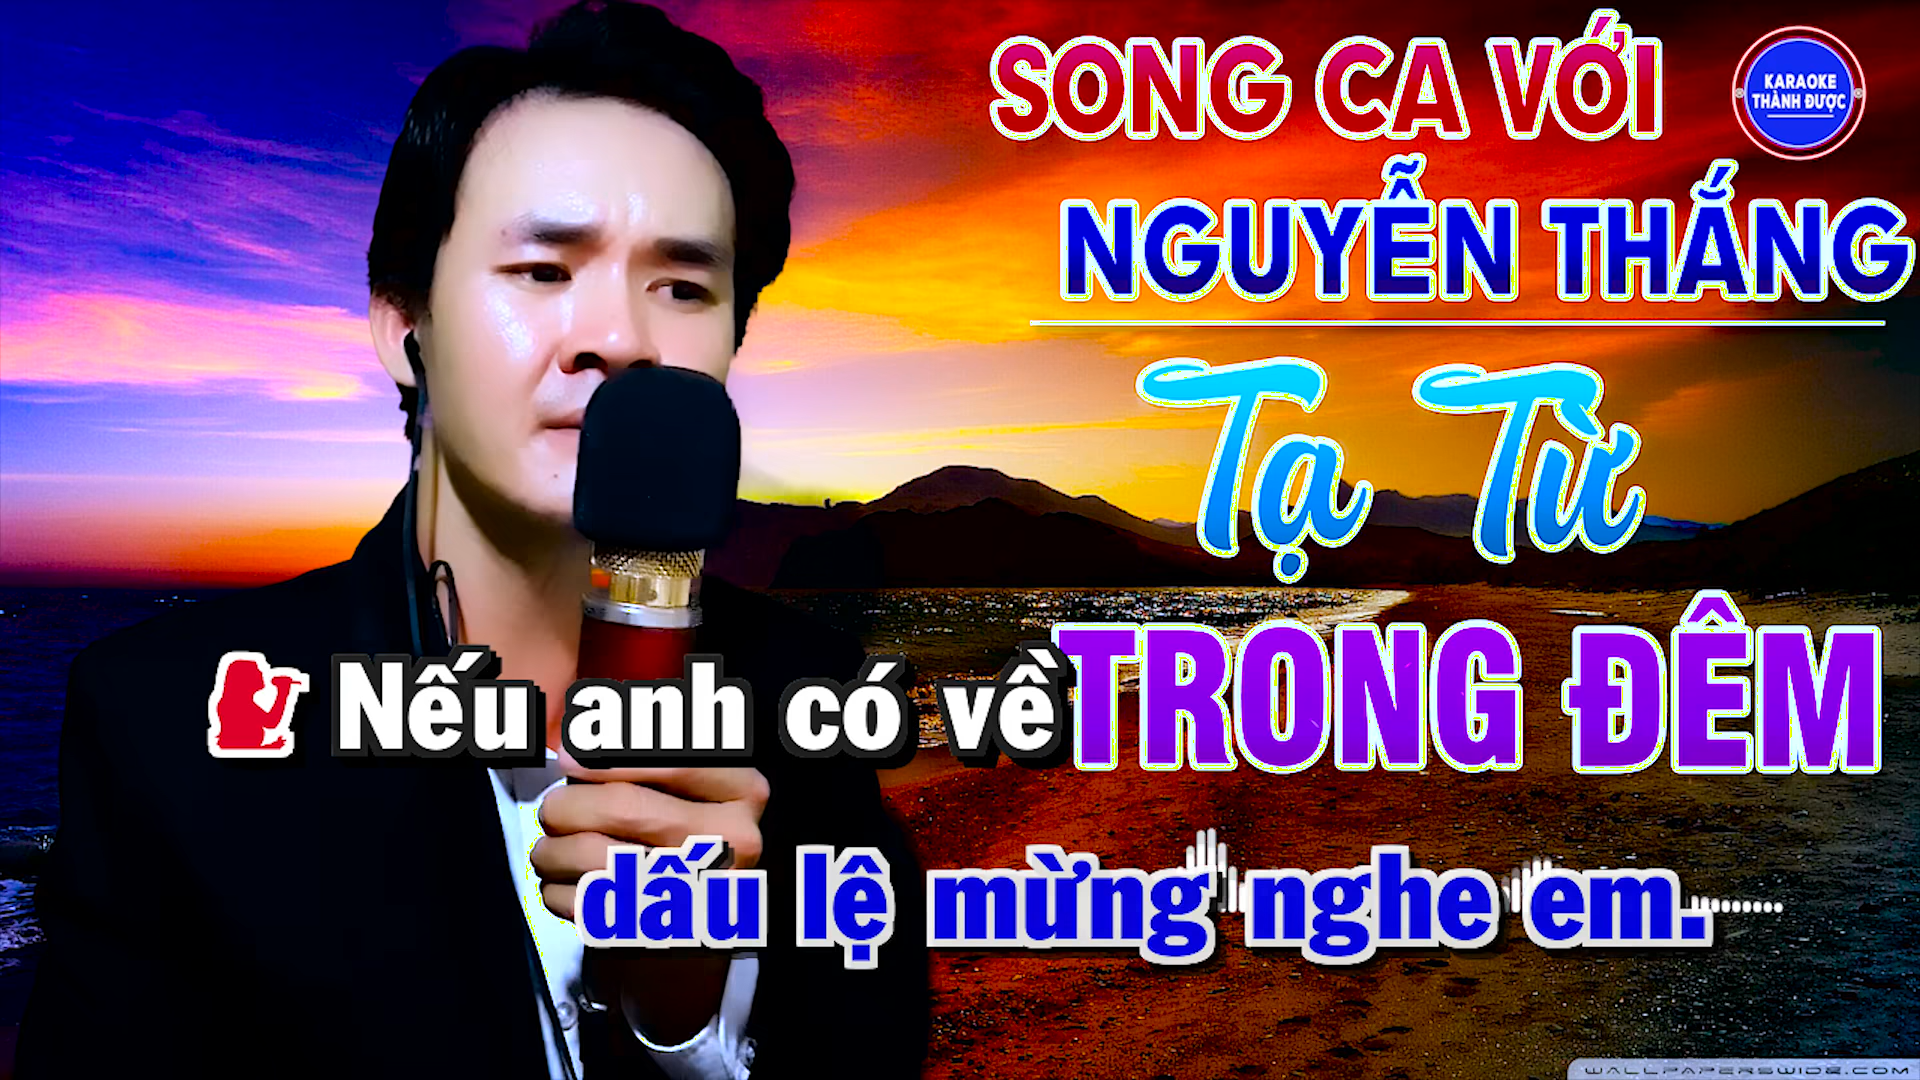 SONG CA VỚI
KARAOKE
THÀNH ĐƯỢC
NGUYỄN THẮNG
Tạ Từ
TRONG ĐÊM
Nếu anh có về
dấu lệ mừng nghe em.
WALLPAPERSWIDE.COM